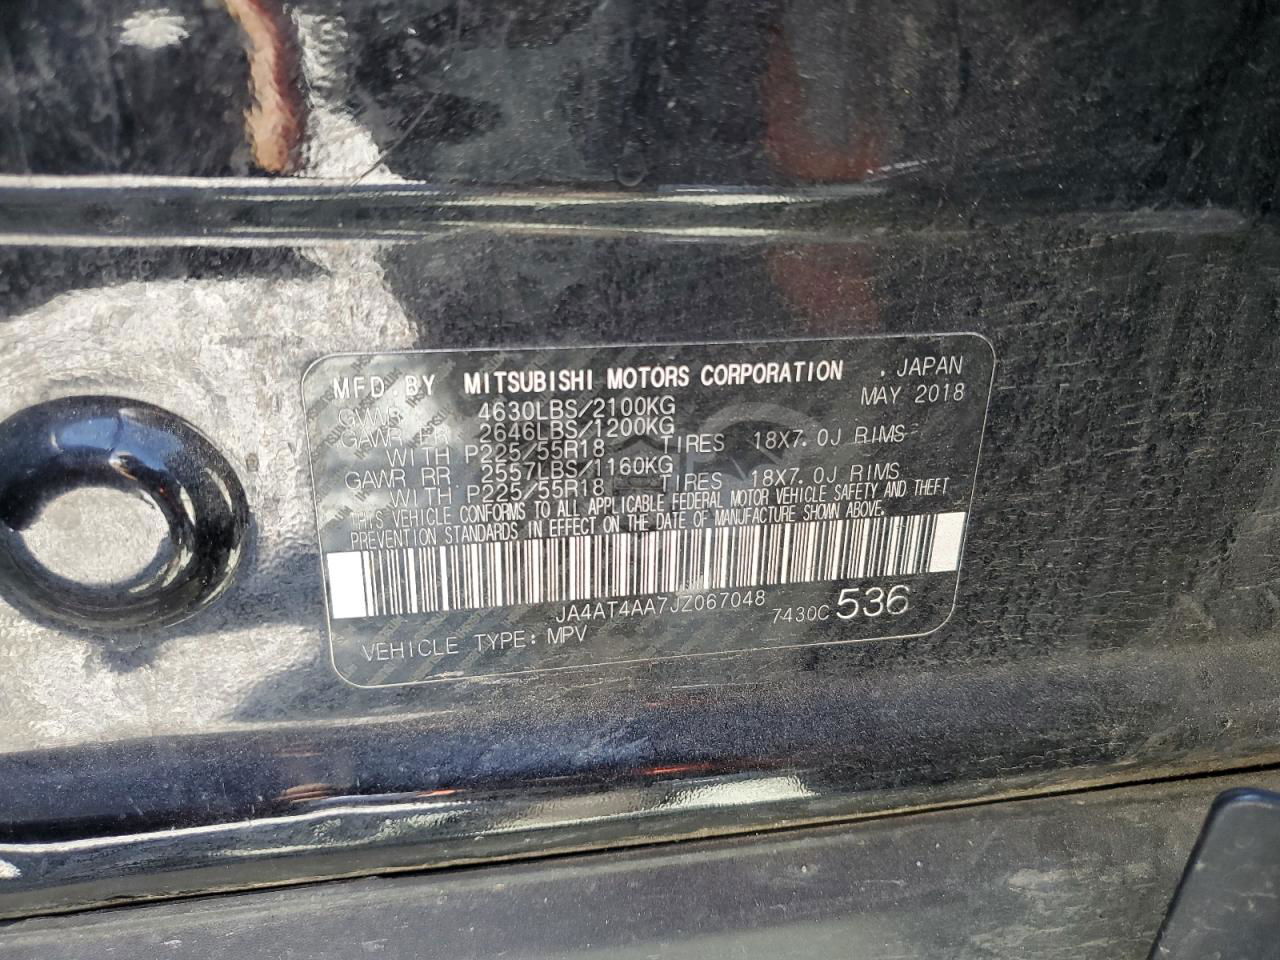 MFD. BY MITSUBISHI MOTORS CORPORATION . JAPAN
MAY 2018
GVWR 4630LBS/2100KG
GAWR FR 2646LBS/1200KG
WITH P225/55R18 TIRES 18X7.0J RIMS
GAWR RR 2557LBS/1160KG
WITH P225/55R18 TIRES 18X7.0J RIMS
THIS VEHICLE CONFORMS TO ALL APPLICABLE FEDERAL MOTOR VEHICLE SAFETY AND THEFT
PREVENTION STANDARDS IN EFFECT ON THE DATE OF MANUFACTURE SHOWN ABOVE.
JA4AT4AA7JZ067048 7430C 536
VEHICLE TYPE: MPV